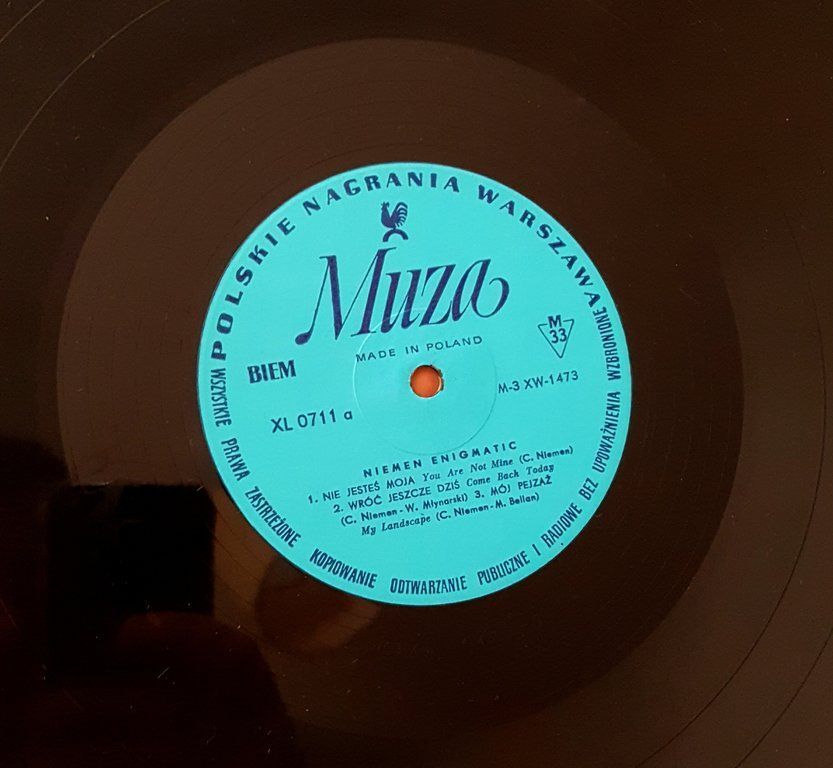 POLSKIE NAGRANIA WARSZAWA
Muza
MADE IN POLAND
BIEM
M
33
XL 0711 a
M-3 XW-1473
NIEMEN ENIGMATIC
1. NIE JESTEŚ MOJA You Are Not Mine (C. Niemen)
2. WRÓĆ JESZCZE DZIŚ Come Back Today
(C. Niemen - W. Młynarski) 3. MÓJ PEJZAŻ
My Landscape (C. Niemen - M. Bellan)
WSZYSTKIE PRAWA ZASTRZEŻONE KOPIOWANIE ODTWARZANIE PUBLICZNE I RADIOWE BEZ UPOWAŻNIENIA WZBRONIONE